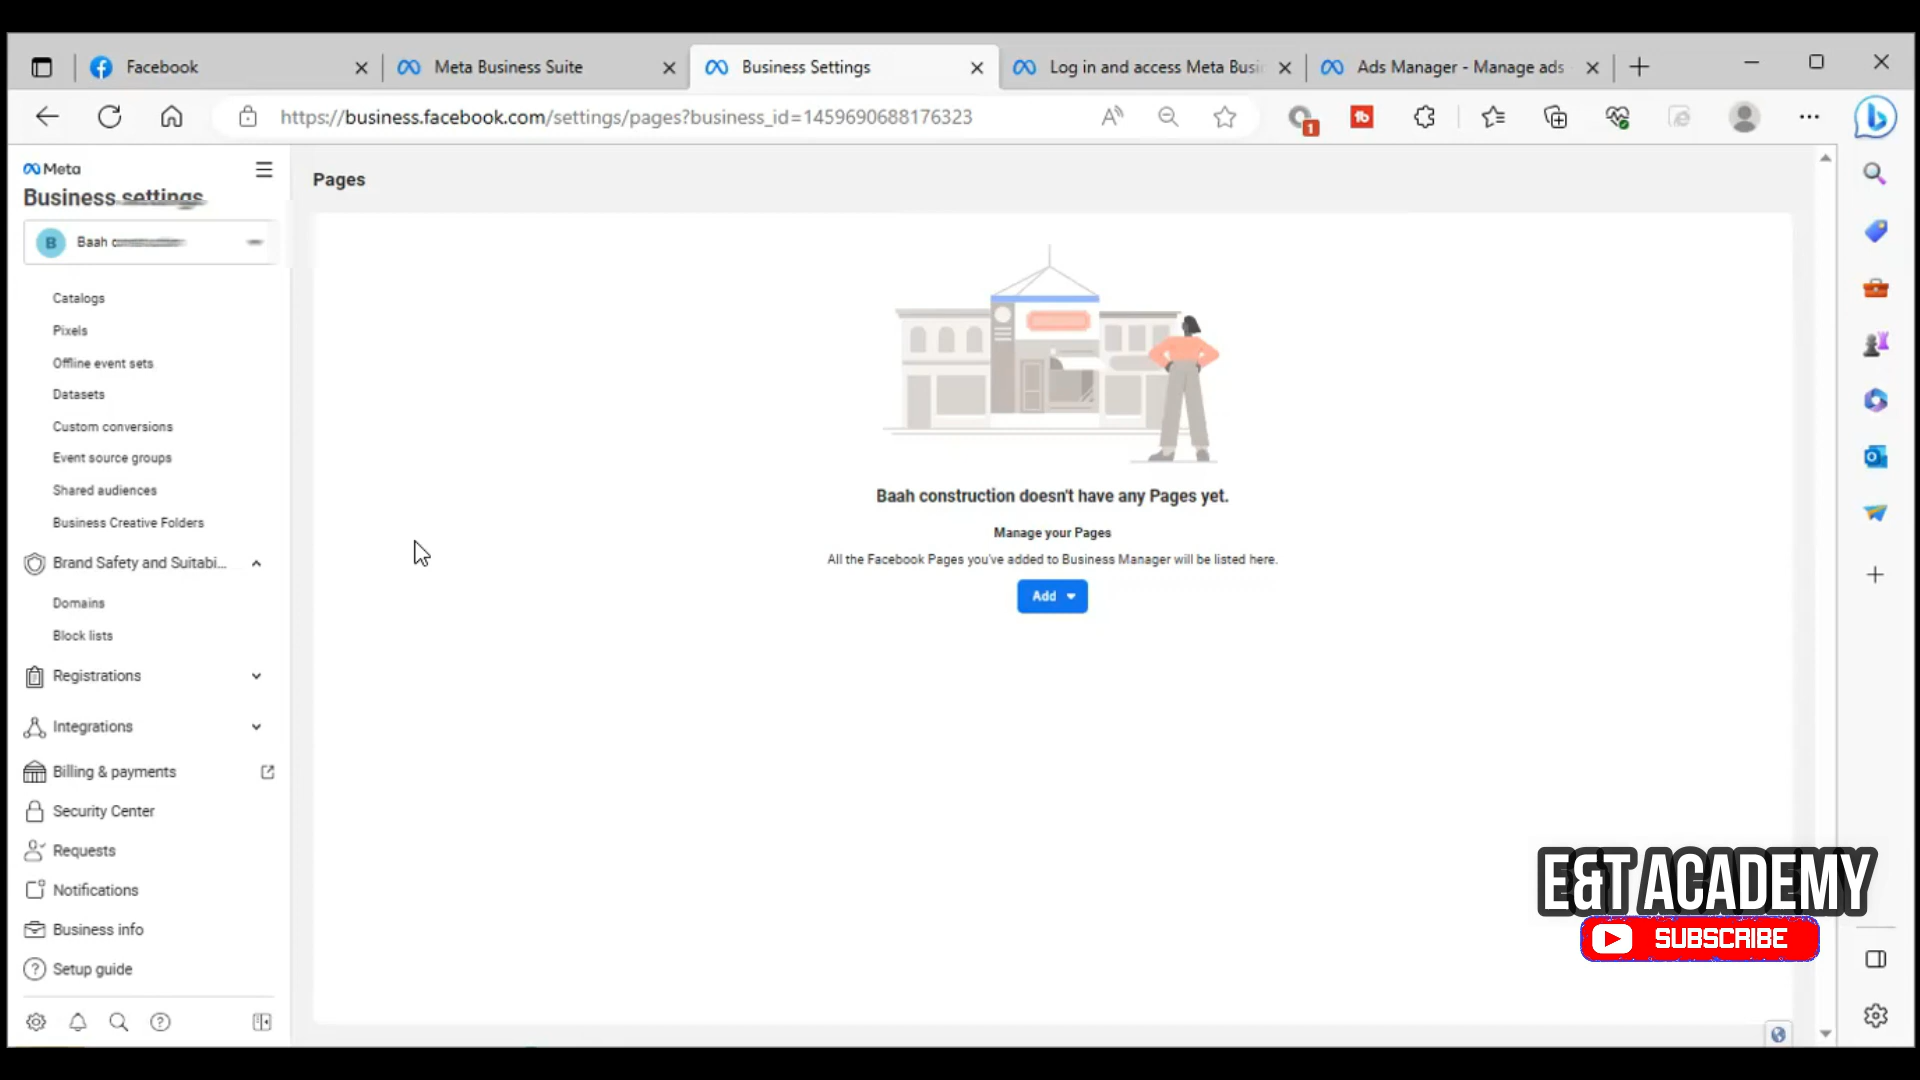 Facebook
Meta Business Suite
Business Settings
Log in and access Meta Busi
Ads Manager - Manage ads
https://business.facebook.com/settings/pages?business_id=1459690688176323
1
Meta
Business settings
B Baah construction
Catalogs
Pixels
Offline event sets
Datasets
Custom conversions
Event source groups
Shared audiences
Business Creative Folders
Brand Safety and Suitabi...
Domains
Block lists
Registrations
Integrations
Billing & payments
Security Center
Requests
Notifications
Business info
Setup guide
Pages
Baah construction doesn't have any Pages yet.
Manage your Pages
All the Facebook Pages you've added to Business Manager will be listed here.
Add
E&T ACADEMY
SUBSCRIBE